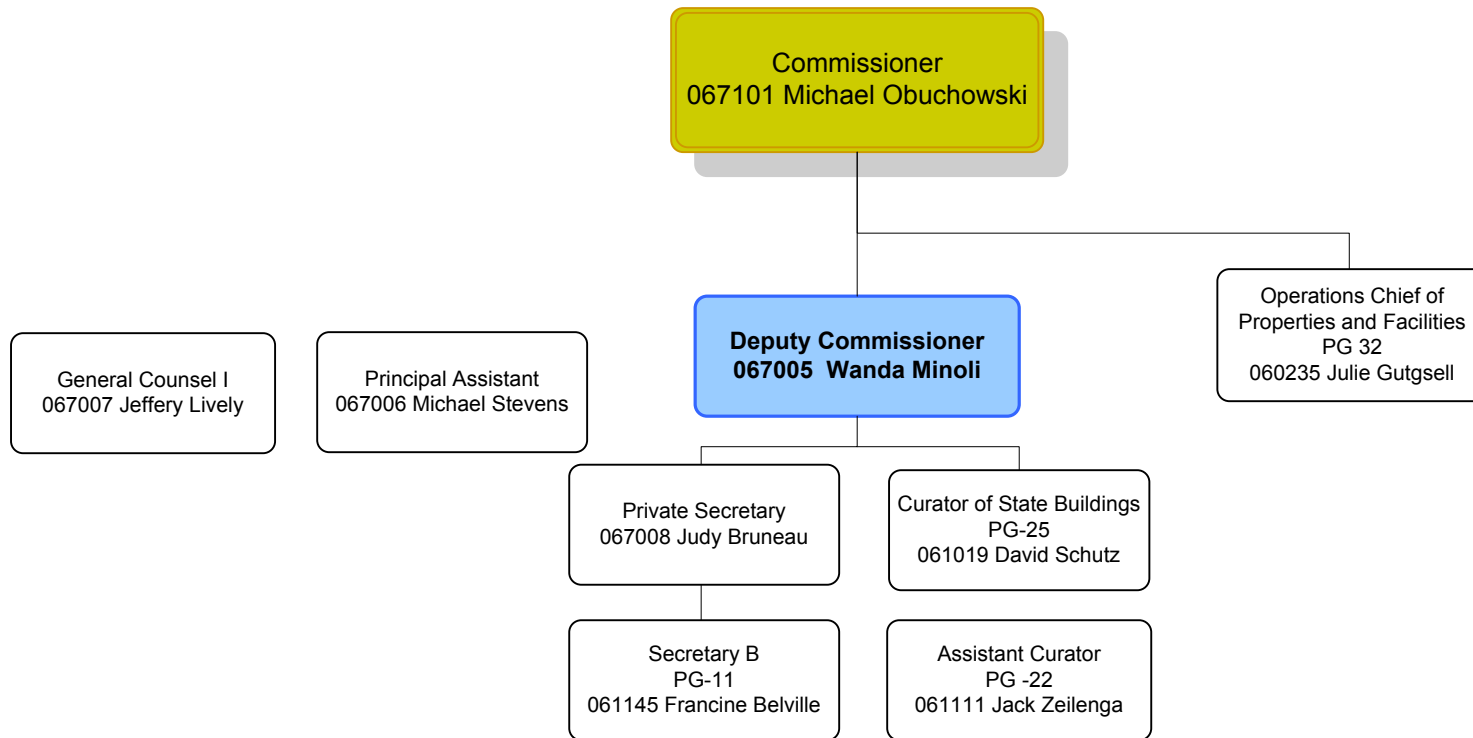 Commissioner
067101 Michael Obuchowski
Operations Chief of
Properties and Facilities
PG 32
060235 Julie Gutgsell
Deputy Commissioner
067005  Wanda Minoli
General Counsel I
067007 Jeffery Lively
Principal Assistant
067006 Michael Stevens
Private Secretary
067008 Judy Bruneau
Curator of State Buildings
PG-25
061019 David Schutz
Secretary B
PG-11
061145 Francine Belville
Assistant Curator
PG -22
061111 Jack Zeilenga